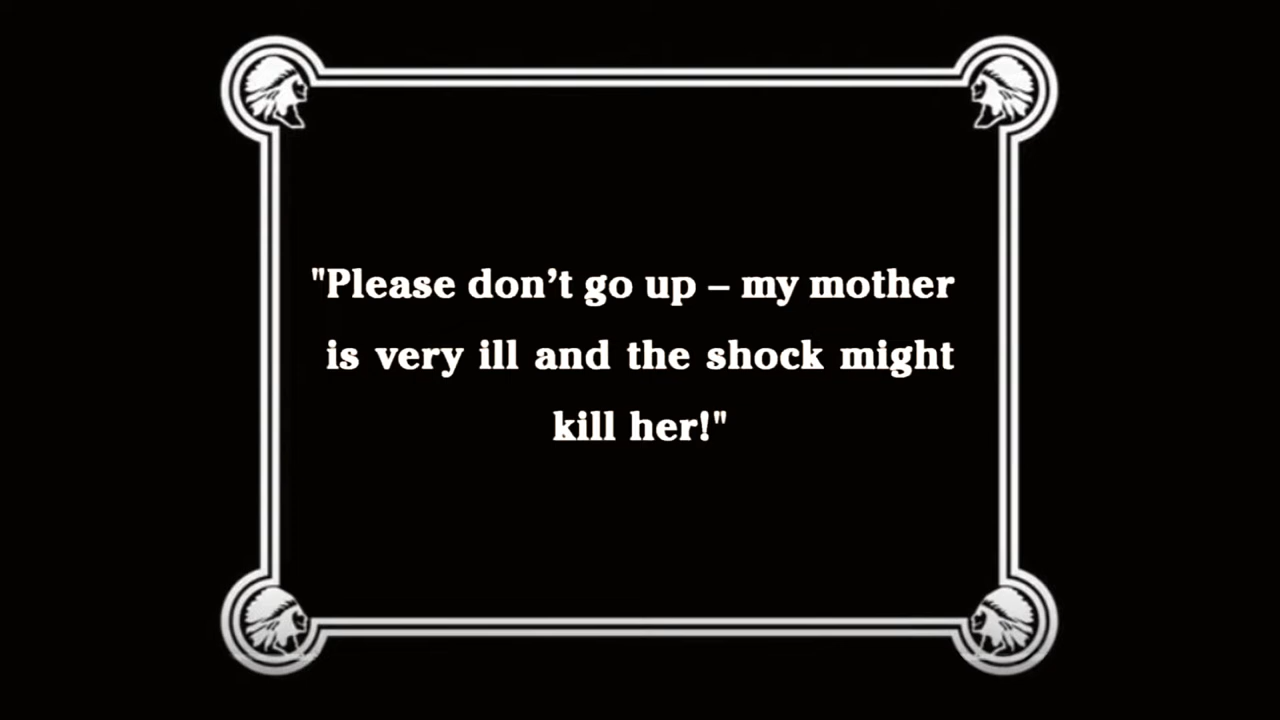 "Please don’t go up – my mother
is very ill and the shock might
kill her!"